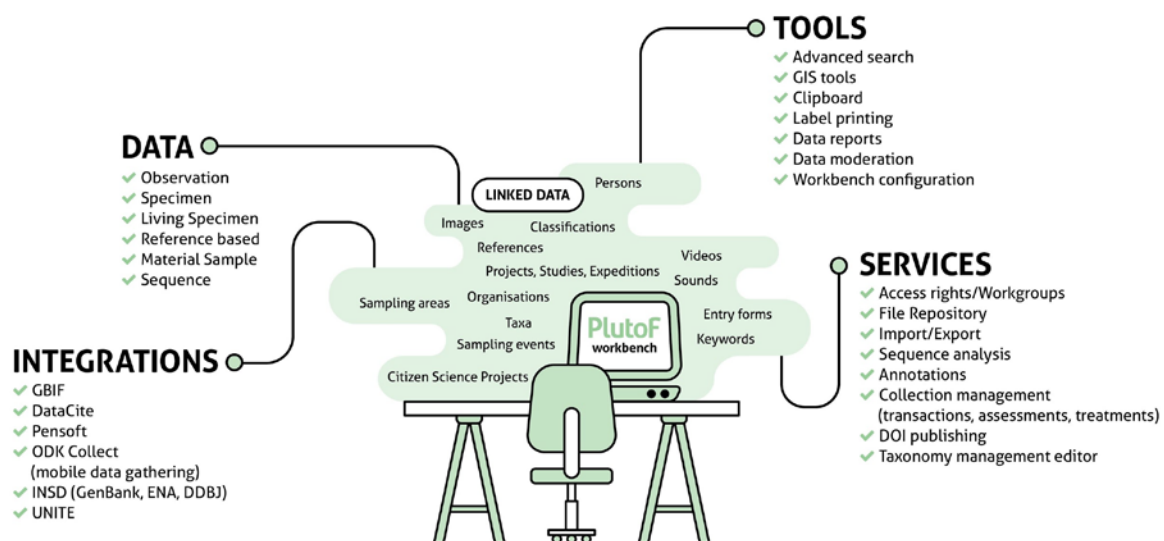 TOOLS
Advanced search
GIS tools
Clipboard
Label printing
Data reports
Data moderation
Workbench configuration
DATA
Observation
Specimen
Living Specimen
Reference based
Material Sample
Sequence
LINKED DATA
Persons
Images
Classifications
References
Videos
Projects, Studies, Expeditions
Sounds
Sampling areas
Organisations
Entry forms
Taxa
Keywords
Sampling events
Citizen Science Projects
PlutoF
workbench
SERVICES
Access rights/Workgroups
File Repository
Import/Export
Sequence analysis
Annotations
Collection management
(transactions, assessments, treatments)
DOI publishing
Taxonomy management editor
INTEGRATIONS
GBIF
DataCite
Pensoft
ODK Collect
(mobile data gathering)
INSD (GenBank, ENA, DDBJ)
UNITE